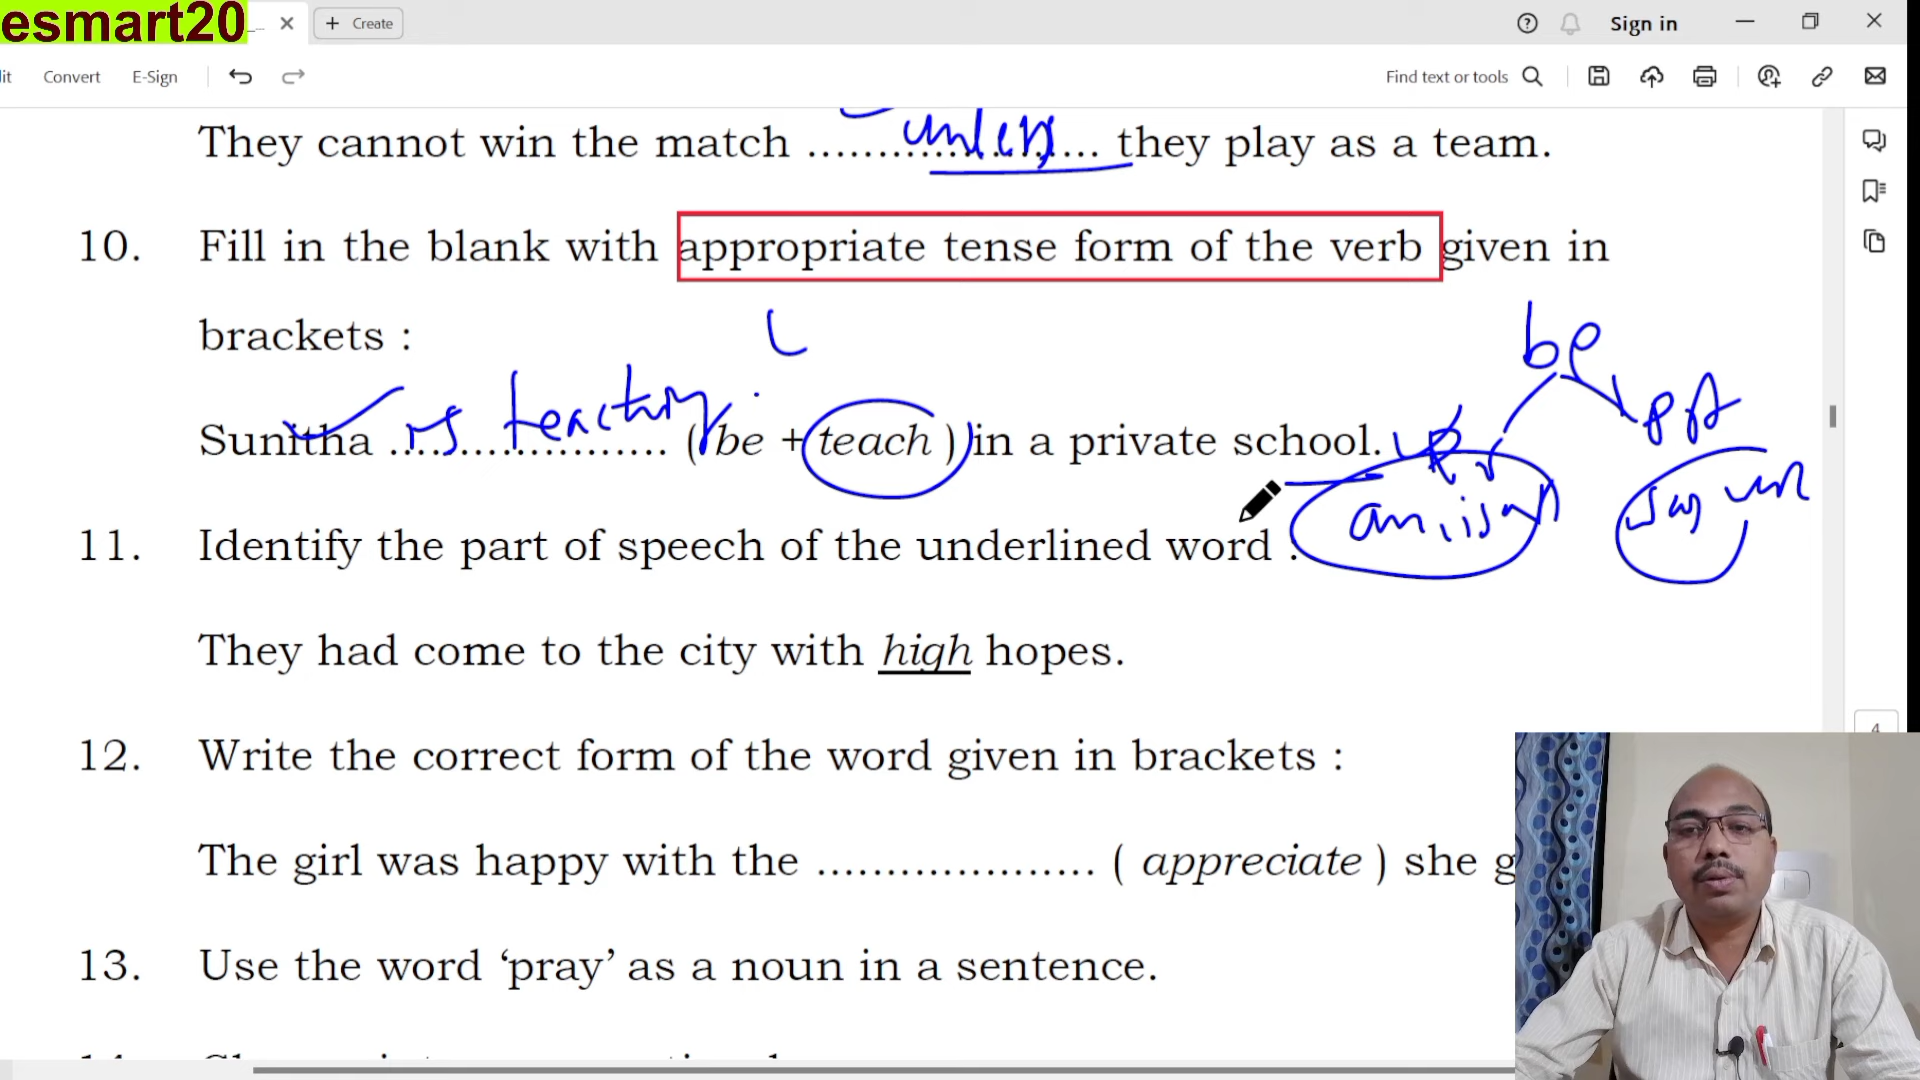 esmart20
Create
Sign in
it Convert E-Sign
Find text or tools
They cannot win the match ..................... they play as a team.
unless
10. Fill in the blank with appropriate tense form of the verb given in
brackets :
be
is teaching
Sunitha .................... ( be + teach ) in a private school.
11. Identify the part of speech of the underlined word :
They had come to the city with high hopes.
4
12. Write the correct form of the word given in brackets :
The girl was happy with the .................... ( appreciate ) she g
13. Use the word ‘pray’ as a noun in a sentence.